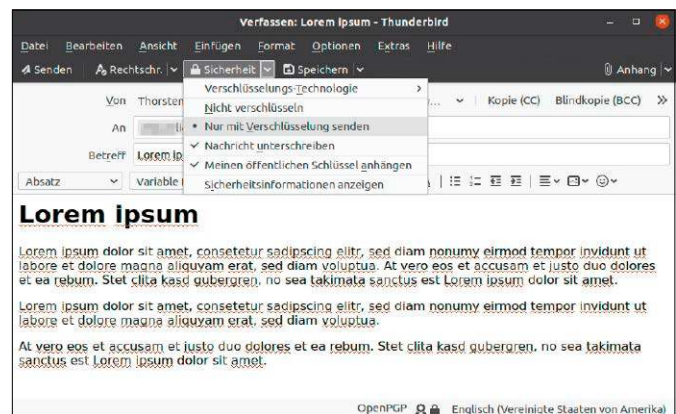 Verfassen: Lorem ipsum - Thunderbird
Datei Bearbeiten Ansicht Einfügen Format Optionen Extras Hilfe
Senden Rechtschr. Sicherheit Speichern Anhang
Verschlüsselungs-Technologie
Nicht verschlüsseln
• Nur mit Verschlüsselung senden
✓ Nachricht unterschreiben
✓ Meinen öffentlichen Schlüssel anhängen
Sicherheitsinformationen anzeigen
Von Thorsten Kopie (CC) Blindkopie (BCC)
An
Betreff Lorem ip
Absatz Variable
Lorem ipsum
Lorem ipsum dolor sit amet, consetetur sadipscing elitr, sed diam nonumy eirmod tempor invidunt ut
labore et dolore magna aliquyam erat, sed diam voluptua. At vero eos et accusam et justo duo dolores
et ea rebum. Stet clita kasd gubergren, no sea takimata sanctus est Lorem ipsum dolor sit amet.
Lorem ipsum dolor sit amet, consetetur sadipscing elitr, sed diam nonumy eirmod tempor invidunt ut
labore et dolore magna aliquyam erat, sed diam voluptua.
At vero eos et accusam et justo duo dolores et ea rebum. Stet clita kasd gubergren, no sea takimata
sanctus est Lorem ipsum dolor sit amet.
OpenPGP Englisch (Vereinigte Staaten von Amerika)